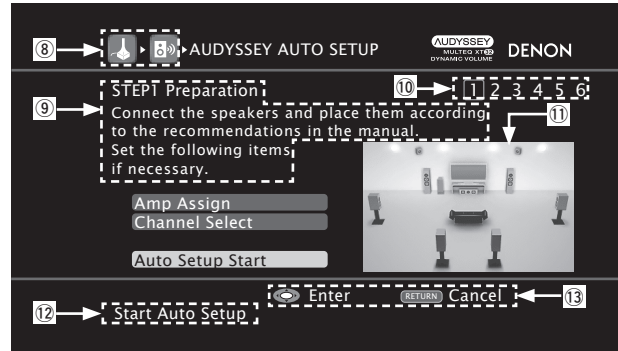 ⑧ AUDYSSEY AUTO SETUP
AUDYSSEY
MULTEQ XT32
DYNAMIC VOLUME
DENON
⑨ STEP1 Preparation
⑩ 1 2 3 4 5 6
Connect the speakers and place them according
to the recommendations in the manual.
Set the following items
if necessary.
⑪
Amp Assign
Channel Select
Auto Setup Start
Enter RETURN Cancel ⑬
⑫ Start Auto Setup